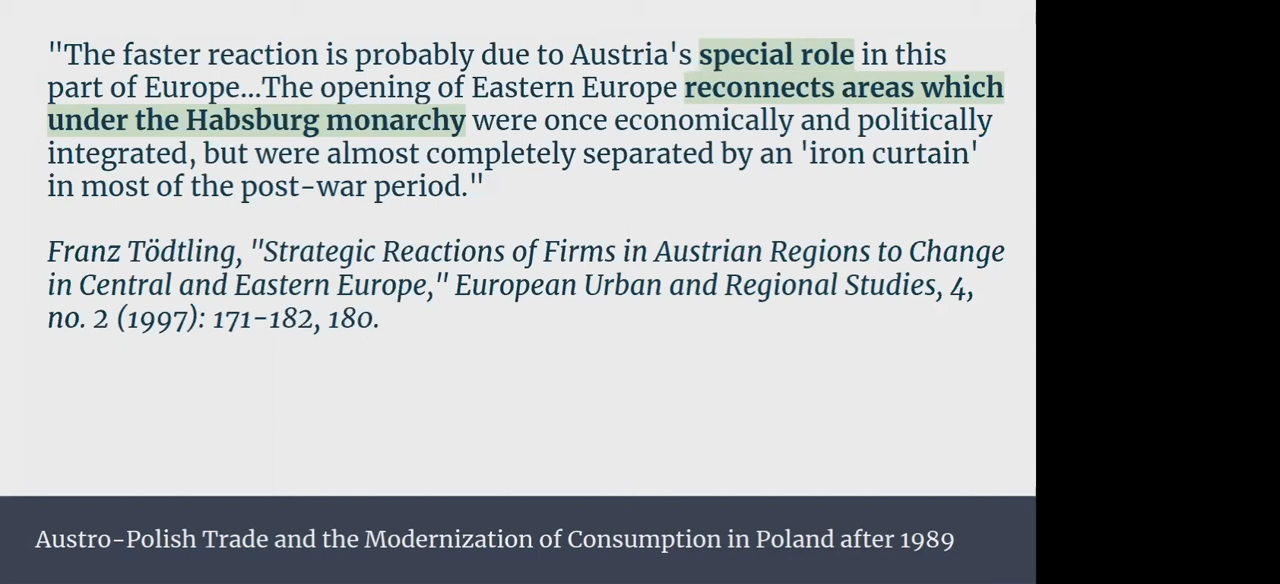 "The faster reaction is probably due to Austria's special role in this
part of Europe...The opening of Eastern Europe reconnects areas which
under the Habsburg monarchy were once economically and politically
integrated, but were almost completely separated by an 'iron curtain'
in most of the post-war period."
Franz Tödtling, "Strategic Reactions of Firms in Austrian Regions to Change
in Central and Eastern Europe," European Urban and Regional Studies, 4,
no. 2 (1997): 171-182, 180.
Austro-Polish Trade and the Modernization of Consumption in Poland after 1989